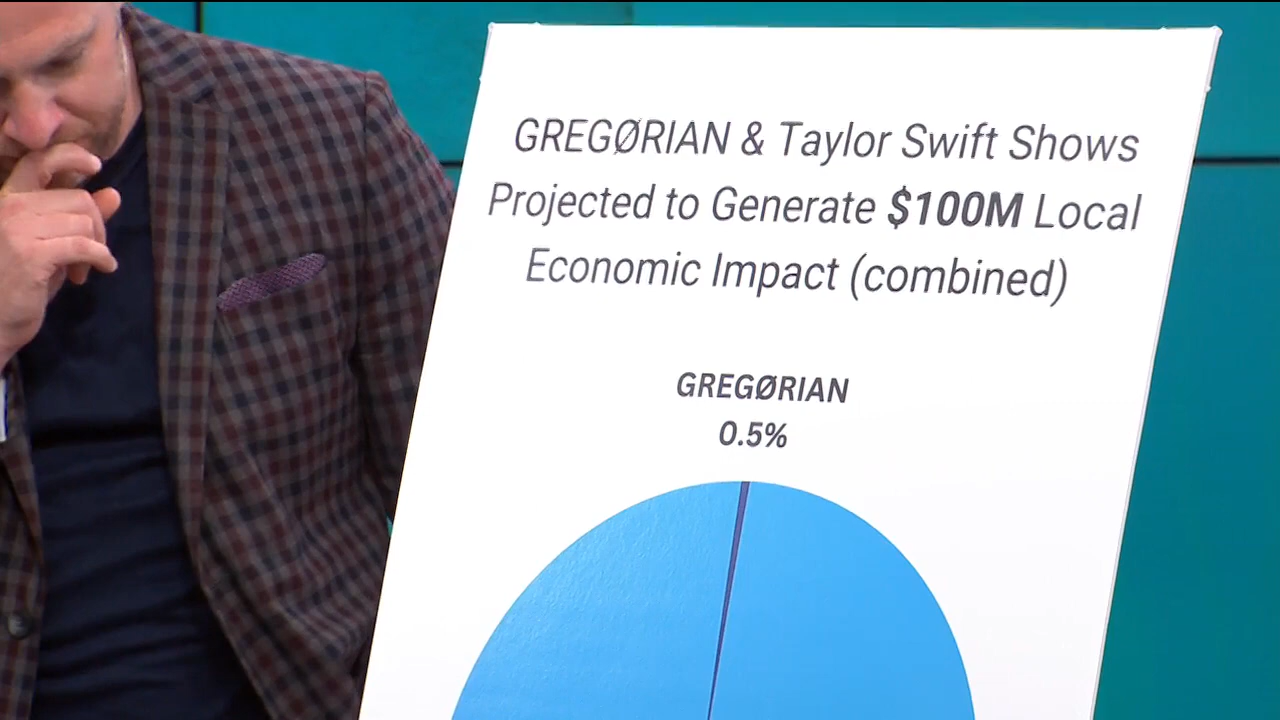 GREGØRIAN & Taylor Swift Shows
Projected to Generate $100M Local
Economic Impact (combined)
GREGØRIAN
0.5%